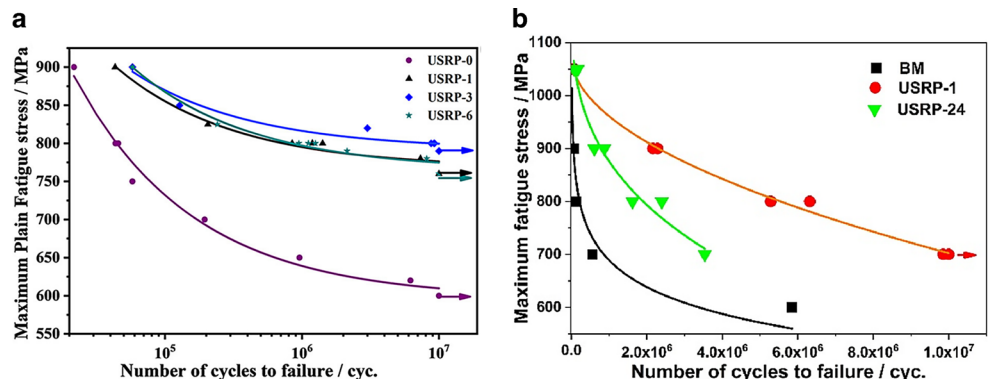 a
Maximum Plain Fatigue stress / MPa
900
850
800
750
700
650
600
550
USRP-0
USRP-1
USRP-3
USRP-6
10⁵
10⁶
10⁷
Number of cycles to failure / cyc.
b
Maximum fatigue stress / MPa
1100
1000
900
800
700
600
BM
USRP-1
USRP-24
0.0
2.0x10⁶
4.0x10⁶
6.0x10⁶
8.0x10⁶
1.0x10⁷
Number of cycles to failure / cyc.